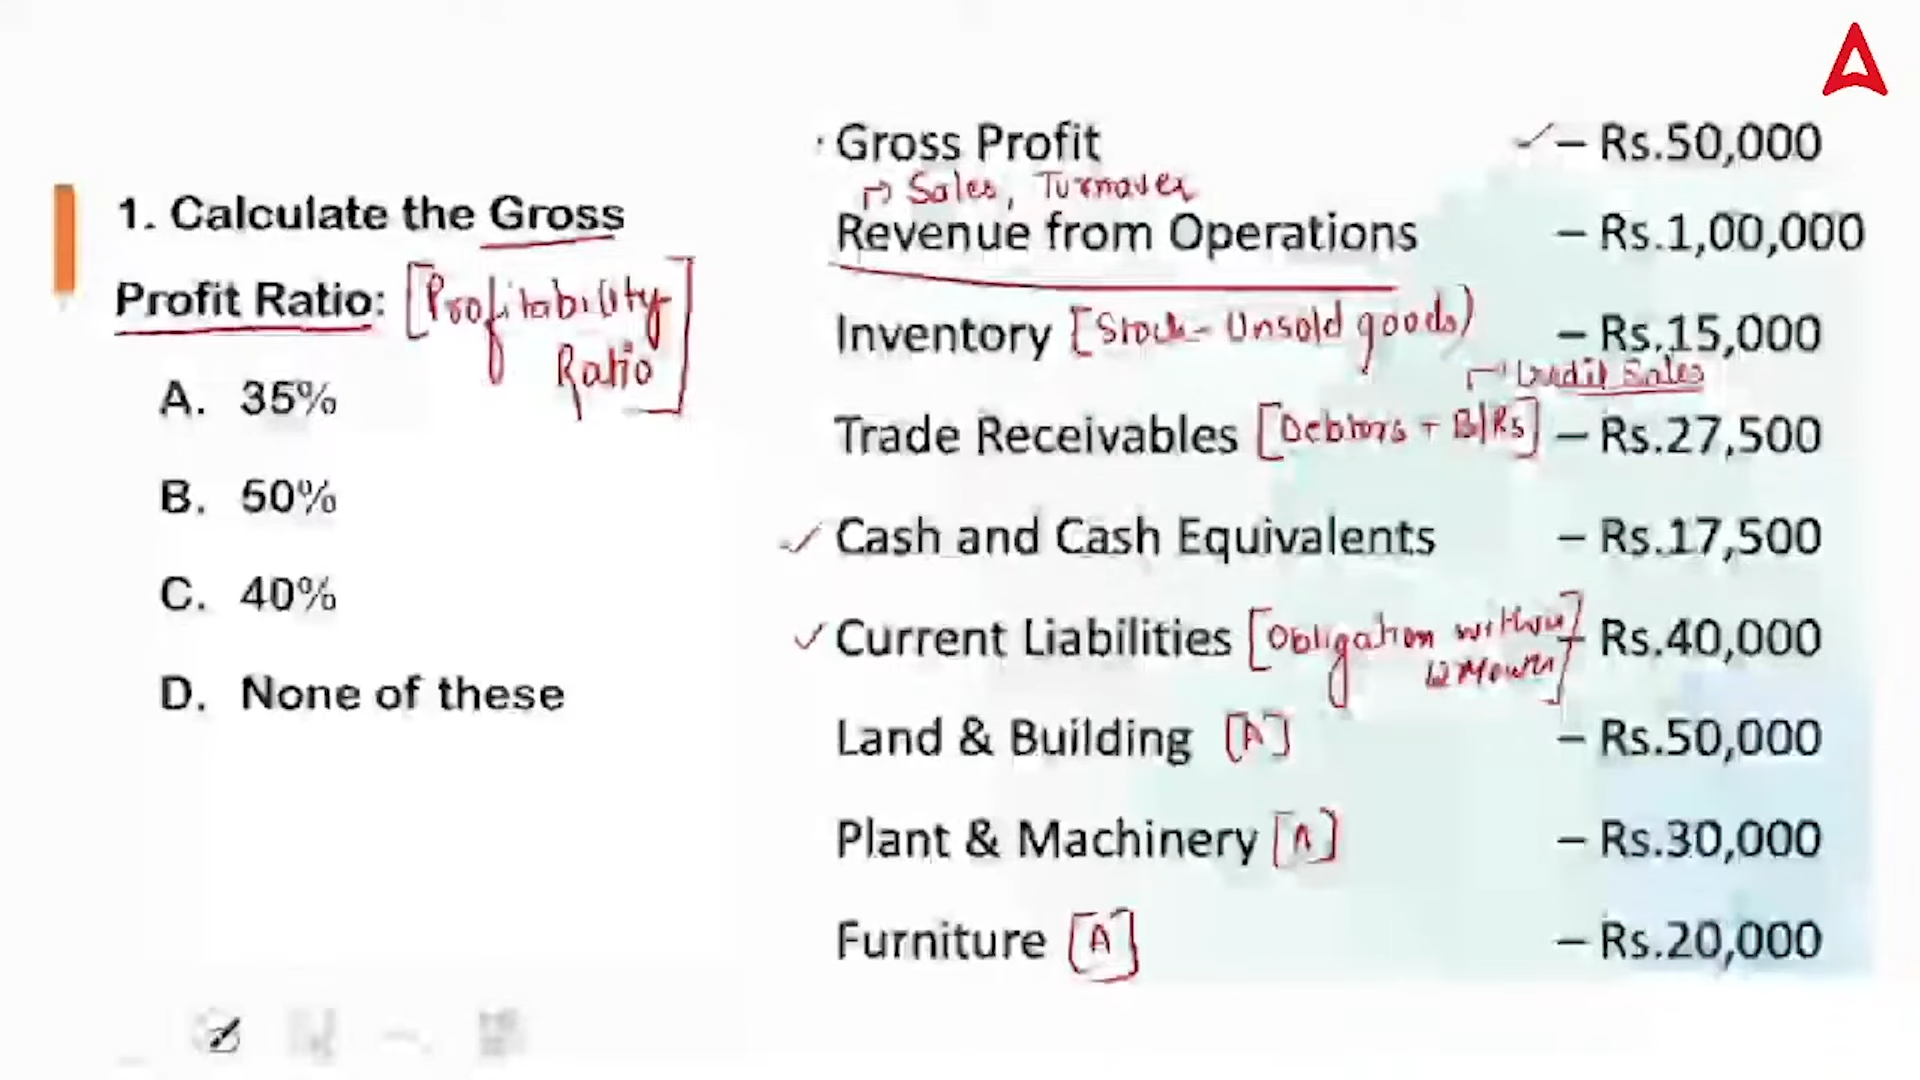 1. Calculate the Gross
Profit Ratio: [Profitability
Ratio]
A. 35%
B. 50%
C. 40%
D. None of these
Gross Profit – Rs.50,000
Sales, Turnover
Revenue from Operations – Rs.1,00,000
Inventory [Stock - Unsold goods) – Rs.15,000
Credit Sales
Trade Receivables [Debtors + B/Rs] – Rs.27,500
Cash and Cash Equivalents – Rs.17,500
Current Liabilities [Obligation within – Rs.40,000
Land & Building [A] – Rs.50,000
Plant & Machinery [A] – Rs.30,000
Furniture [A] – Rs.20,000